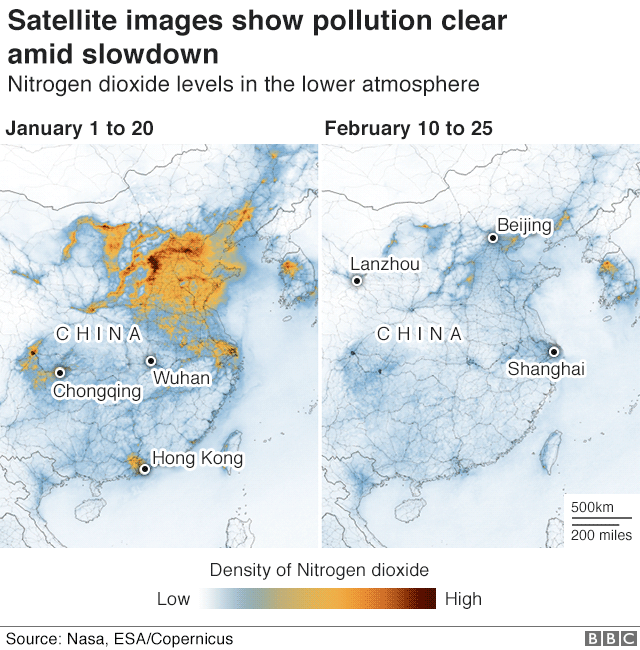 Satellite images show pollution clear
amid slowdown
Nitrogen dioxide levels in the lower atmosphere
January 1 to 20
February 10 to 25
Beijing
Lanzhou
CHINA
CHINA
Wuhan
Chongqing
Shanghai
Hong Kong
500km
200 miles
Density of Nitrogen dioxide
Low
High
Source: Nasa, ESA/Copernicus
BBC